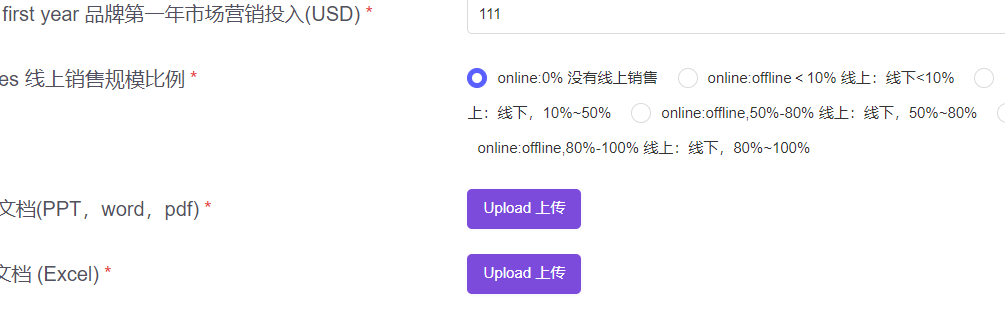 first year 品牌第一年市场营销投入(USD) *
111
es 线上销售规模比例 *
online:0% 没有线上销售 online:offline < 10% 线上：线下<10%
上：线下，10%~50% online:offline,50%-80% 线上：线下，50%~80%
online:offline,80%-100% 线上：线下，80%~100%
文档(PPT，word，pdf) *
Upload 上传
文档 (Excel) *
Upload 上传